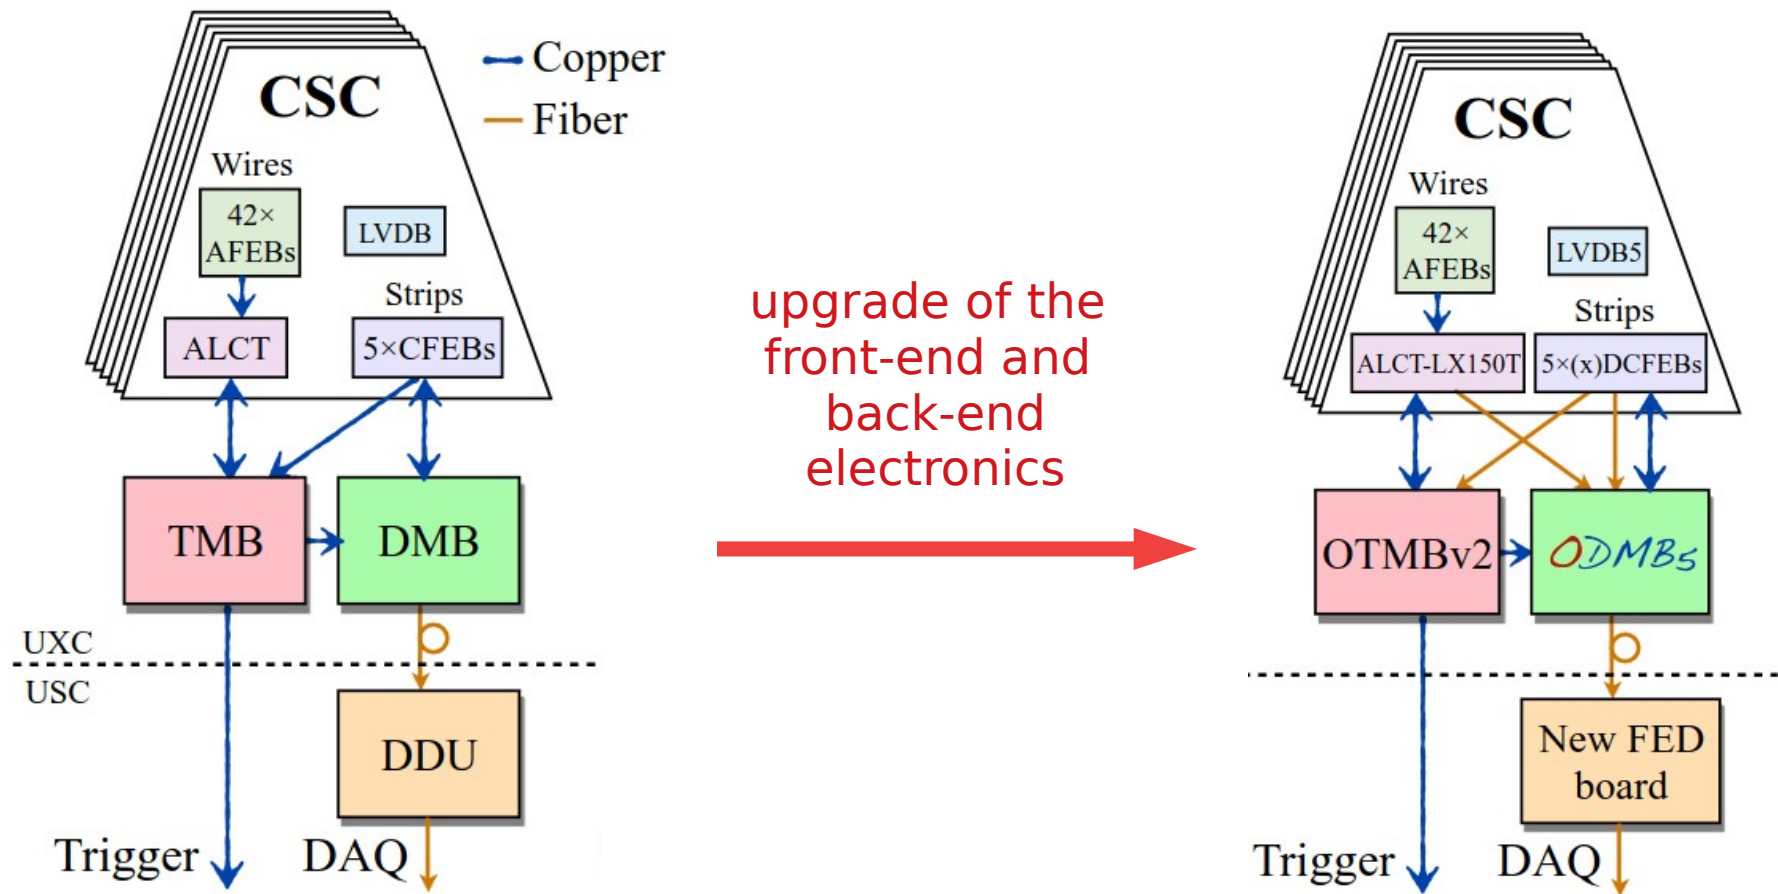 CSC
Copper
Fiber
Wires
42×
AFEBs
LVDB
Strips
ALCT
5×CFEBs
TMB
DMB
UXC
USC
DDU
Trigger
DAQ
upgrade of the
front-end and
back-end
electronics
CSC
Wires
42×
AFEBs
LVDB5
Strips
ALCT-LX150T
5×(x)DCFEBs
OTMBv2
ODMB5
New FED
board
Trigger
DAQ